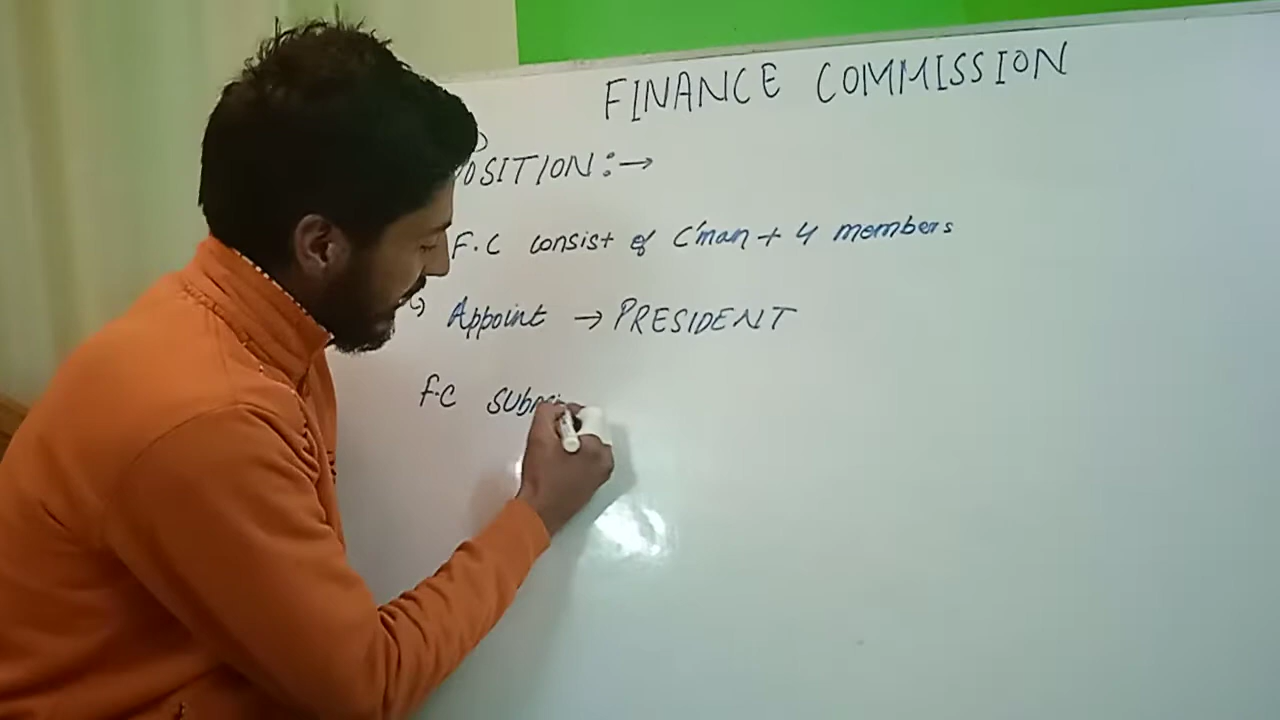 FINANCE COMMISSION
OSITION :→
F.C consist of C'man + 4 members
Appoint → PRESIDENT
F.C